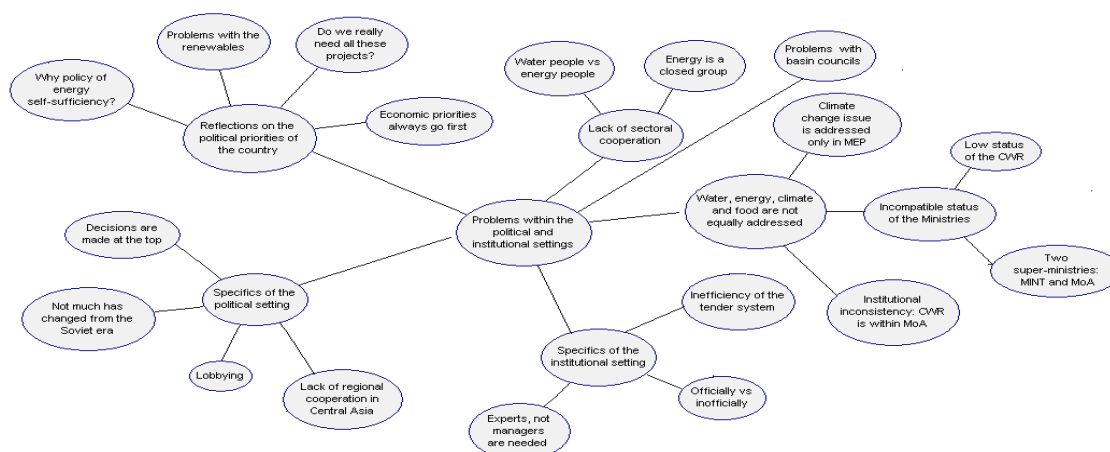 Problems with the
renewables
Do we really
need all these
projects?
Why policy of
energy
self-sufficiency?
Reflections on the
political priorities of
the country
Economic priorities
always go first
Water people vs
energy people
Energy is a
closed group
Problems with
basin councils
Lack of sectoral
cooperation
Climate
change issue
is addressed
only in MEP
Low status
of the CWR
Water, energy, climate
and food are not
equally addressed
Incompatible status
of the Ministries
Two
super-ministries:
MINT and MoA
Institutional
inconsistency: CWR
is within MoA
Problems within the
political and
institutional settings
Decisions are
made at the top
Specifics of the
political setting
Not much has
changed from the
Soviet era
Lobbying
Lack of regional
cooperation in
Central Asia
Inefficiency of the
tender system
Specifics of the
institutional setting
Officially vs
inofficially
Experts, not
managers
are needed